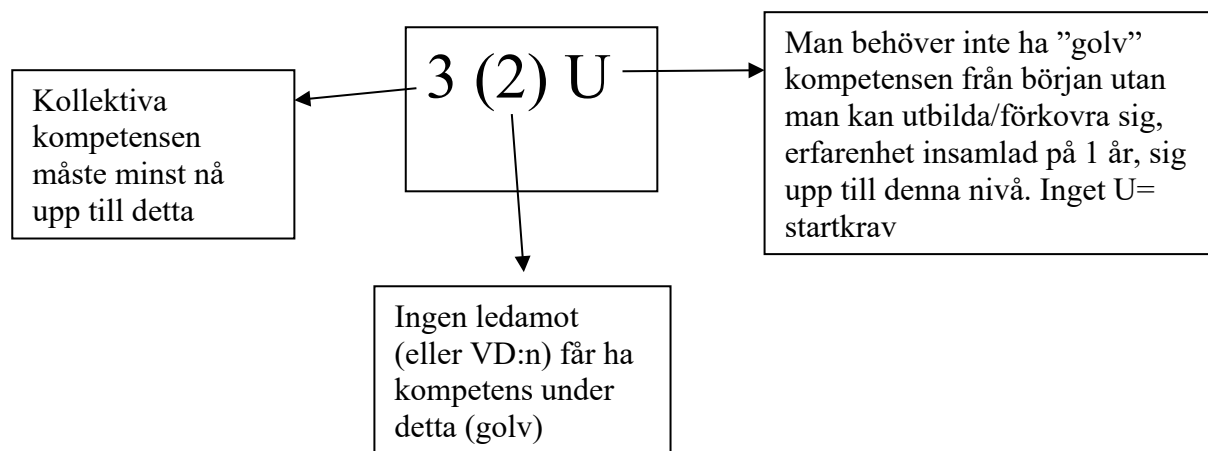 3 (2) U
Kollektiva
kompetensen
måste minst nå
upp till detta
Man behöver inte ha ”golv”
kompetensen från början utan
man kan utbilda/förkovra sig,
erfarenhet insamlad på 1 år, sig
upp till denna nivå. Inget U=
startkrav
Ingen ledamot
(eller VD:n) får ha
kompetens under
detta (golv)